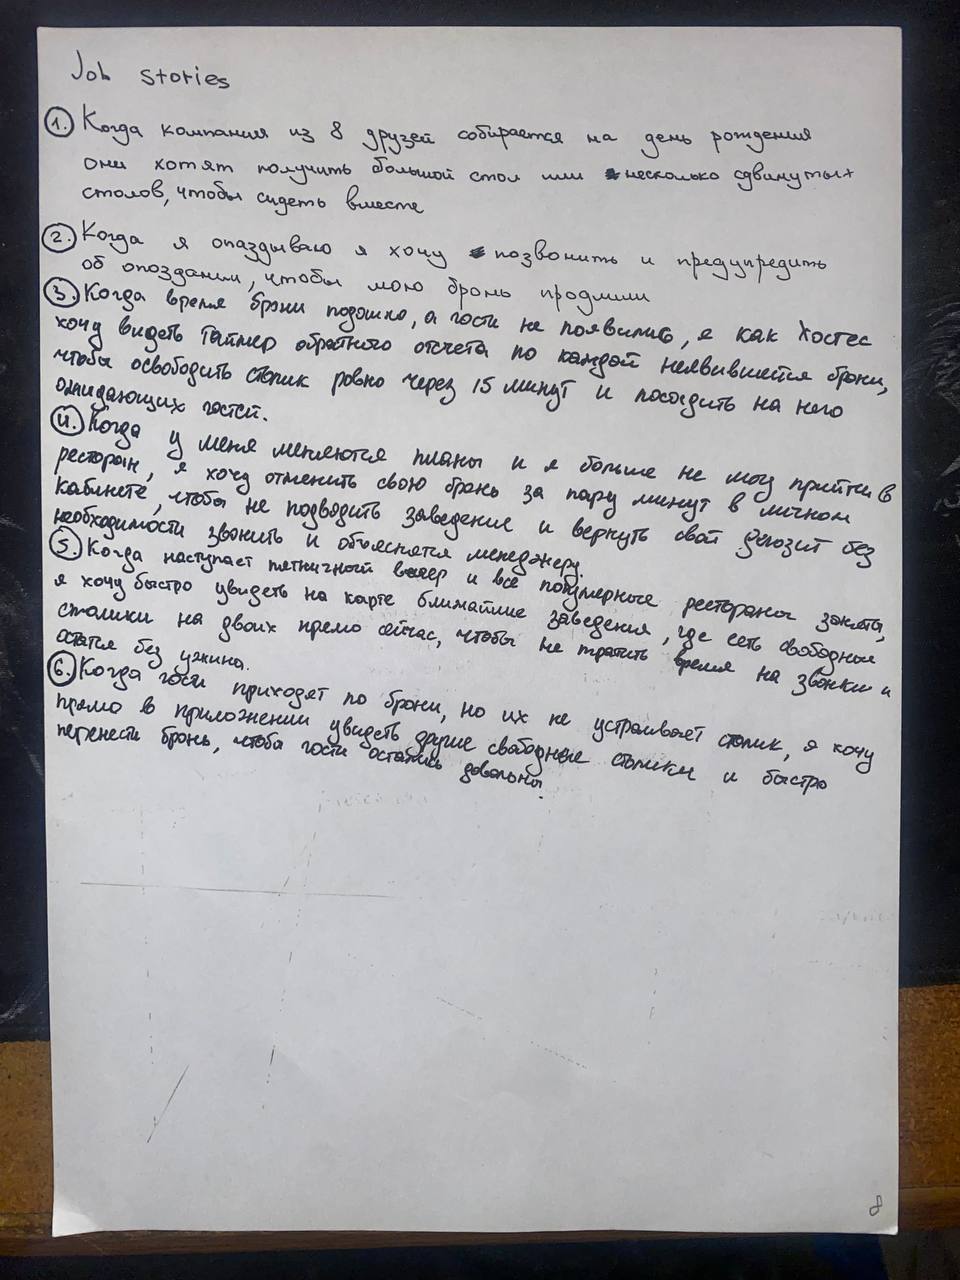 Job stories
1. Когда компания из 8 друзей собирается на день рождения
они хотят получить большой стол или несколько сдвинутых
столов, чтобы сидеть вместе
2. Когда я опаздываю я хочу позвонить и предупредить
об опоздании, чтобы мою бронь продлили
3. Когда время брони подошло, а гости не появились, я как хостес
хочу видеть таймер обратного отсчета по каждой неявившейся брони,
чтобы освободить столик ровно через 15 минут и посадить на него
ожидающих гостей.
4. Когда у меня меняются планы и я больше не могу прийти в
ресторан, я хочу отменить свою бронь за пару минут в личном
кабинете, чтобы не подводить заведение и вернуть свой депозит без
необходимости звонить и объяснятся менеджеру.
5. Когда наступает пятничный вечер и все популярные рестораны заняты,
я хочу быстро увидеть на карте ближайшие заведения, где есть свободные
столики на двоих прямо сейчас, чтобы не тратить время на звонки и
остатся без ужина.
6. Когда гости приходят по брони, но их не устраивает столик, я хочу
прямо в приложении увидеть другие свободные столики и быстро
перенести бронь, чтобы гости остались довольны.
8